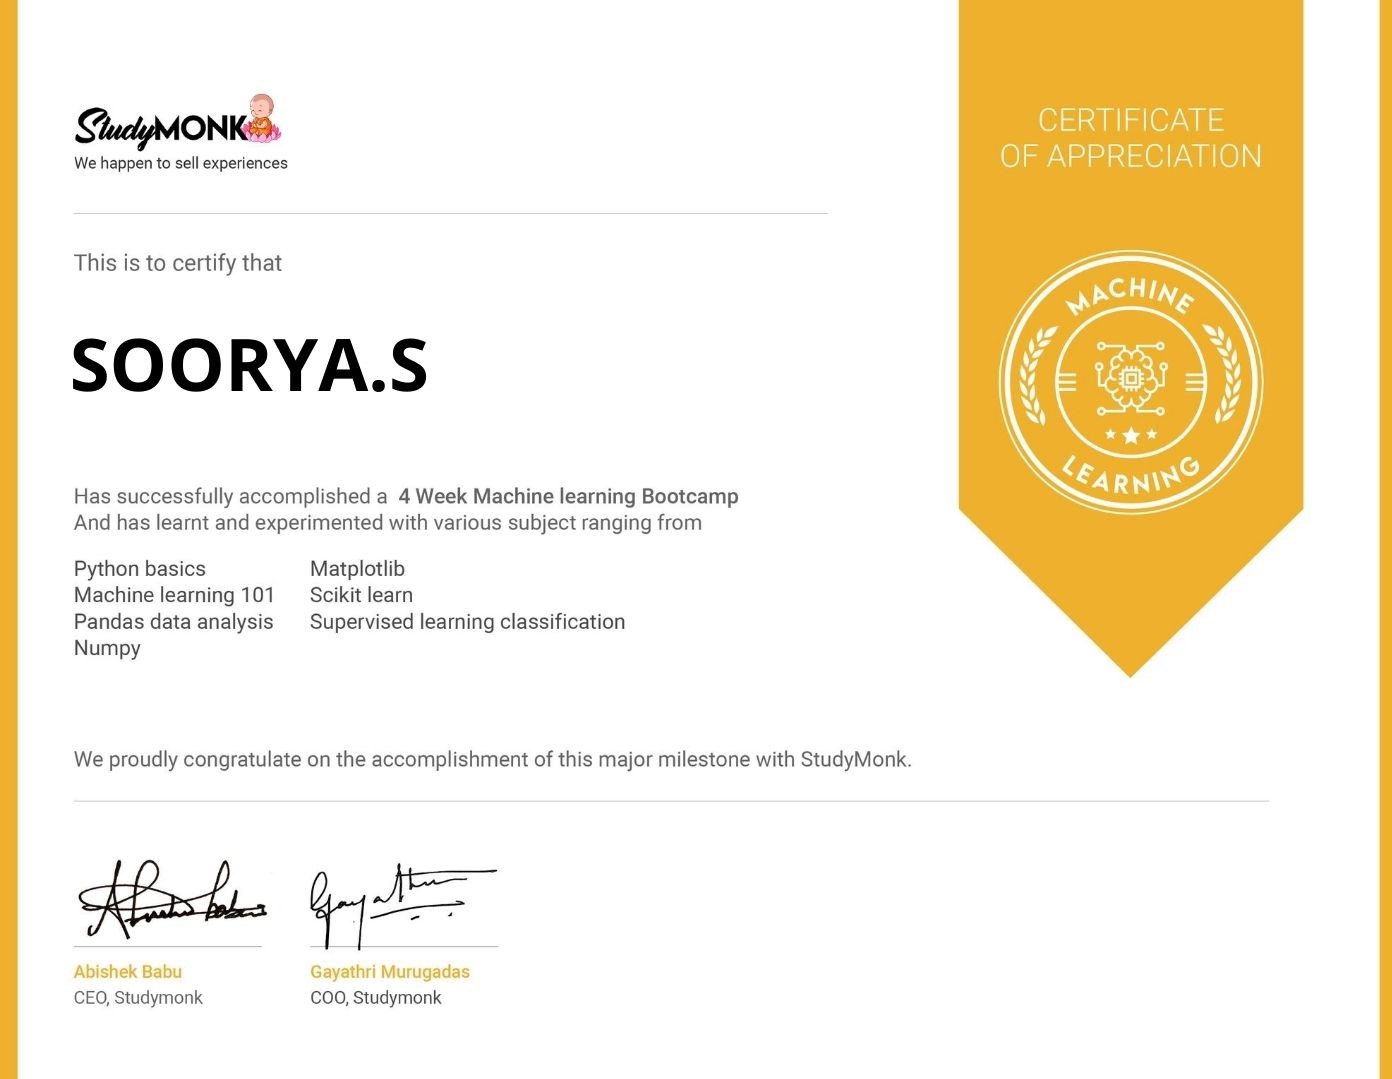 StudyMONK
We happen to sell experiences
CERTIFICATE
OF APPRECIATION
MACHINE
LEARNING
This is to certify that
SOORYA.S
Has successfully accomplished a 4 Week Machine learning Bootcamp
And has learnt and experimented with various subject ranging from
Python basics
Machine learning 101
Pandas data analysis
Numpy
Matplotlib
Scikit learn
Supervised learning classification
We proudly congratulate on the accomplishment of this major milestone with StudyMonk.
Abishek Babu
Gayathri
Abishek Babu
CEO, Studymonk
Gayathri Murugadas
COO, Studymonk